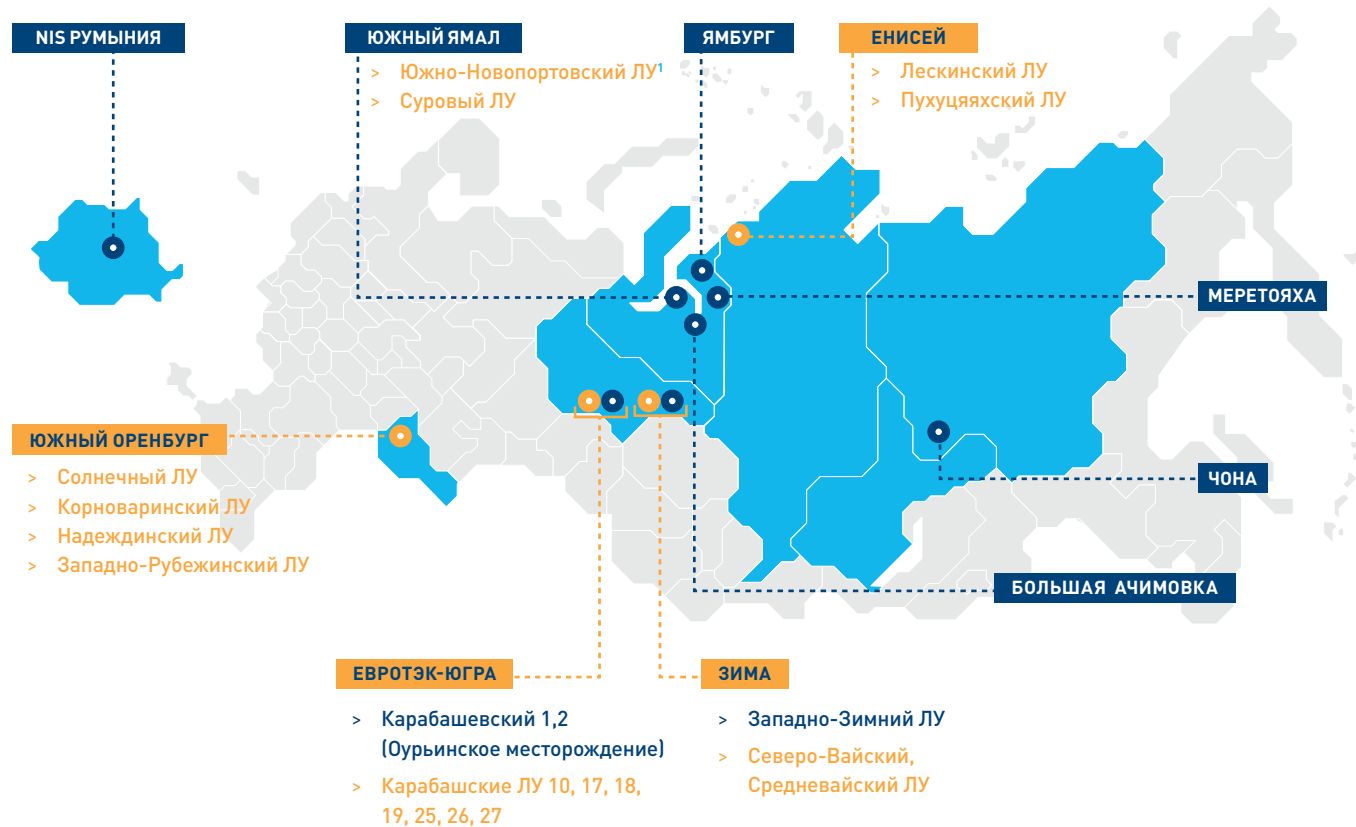 NIS РУМЫНИЯ
ЮЖНЫЙ ЯМАЛ
> Южно-Новопортовский ЛУ¹
> Суровый ЛУ
ЯМБУРГ
ЕНИСЕЙ
> Лескинский ЛУ
> Пухуцяяхский ЛУ
МЕРЕТОЯХА
ЮЖНЫЙ ОРЕНБУРГ
> Солнечный ЛУ
> Корноваринский ЛУ
> Надеждинский ЛУ
> Западно-Рубежинский ЛУ
ЧОНА
БОЛЬШАЯ АЧИМОВКА
ЕВРОТЭК-ЮГРА
> Карабашевский 1,2
(Оурьинское месторождение)
> Карабашские ЛУ 10, 17, 18,
19, 25, 26, 27
ЗИМА
> Западно-Зимний ЛУ
> Северо-Вайский,
Средневайский ЛУ